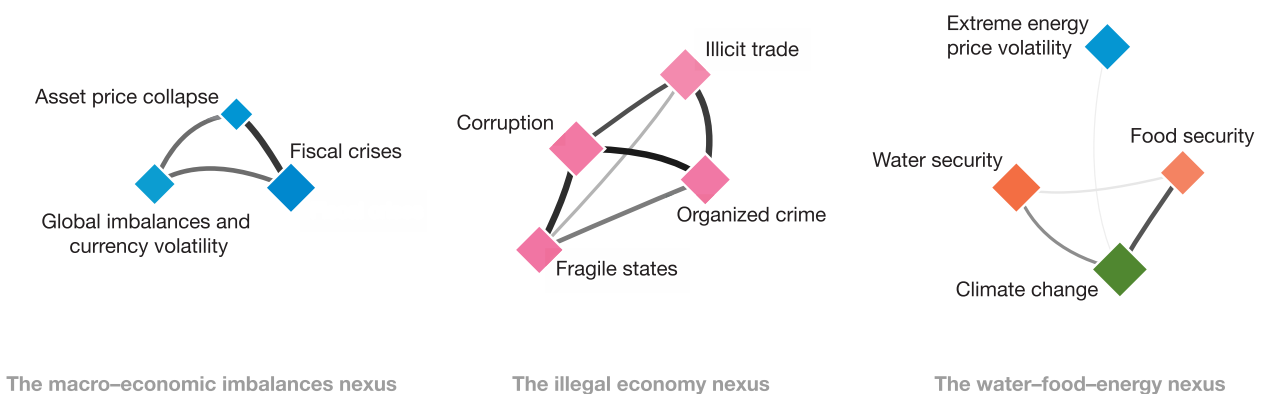 Asset price collapse
Fiscal crises
Global imbalances and
currency volatility
The macro–economic imbalances nexus
Illicit trade
Corruption
Organized crime
Fragile states
The illegal economy nexus
Extreme energy
price volatility
Food security
Water security
Climate change
The water–food–energy nexus